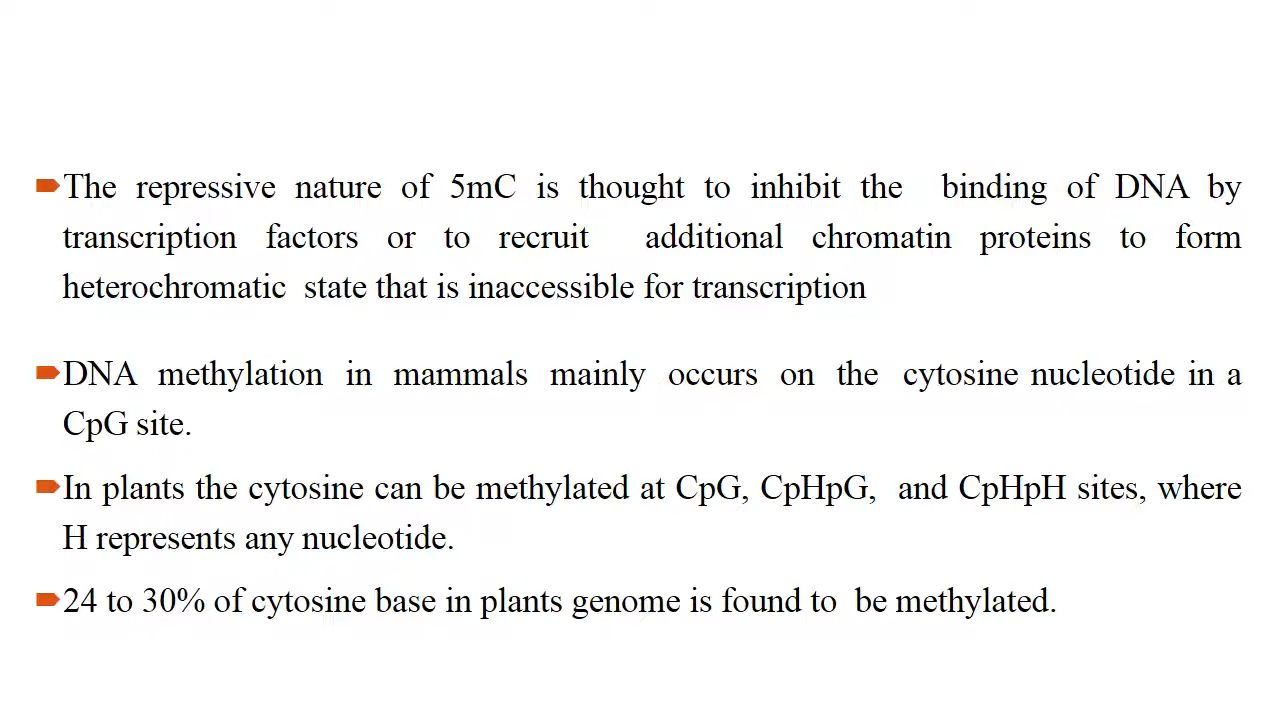 The repressive nature of 5mC is thought to inhibit the binding of DNA by
transcription factors or to recruit additional chromatin proteins to form
heterochromatic state that is inaccessible for transcription
DNA methylation in mammals mainly occurs on the cytosine nucleotide in a
CpG site.
In plants the cytosine can be methylated at CpG, CpHpG, and CpHpH sites, where
H represents any nucleotide.
24 to 30% of cytosine base in plants genome is found to be methylated.